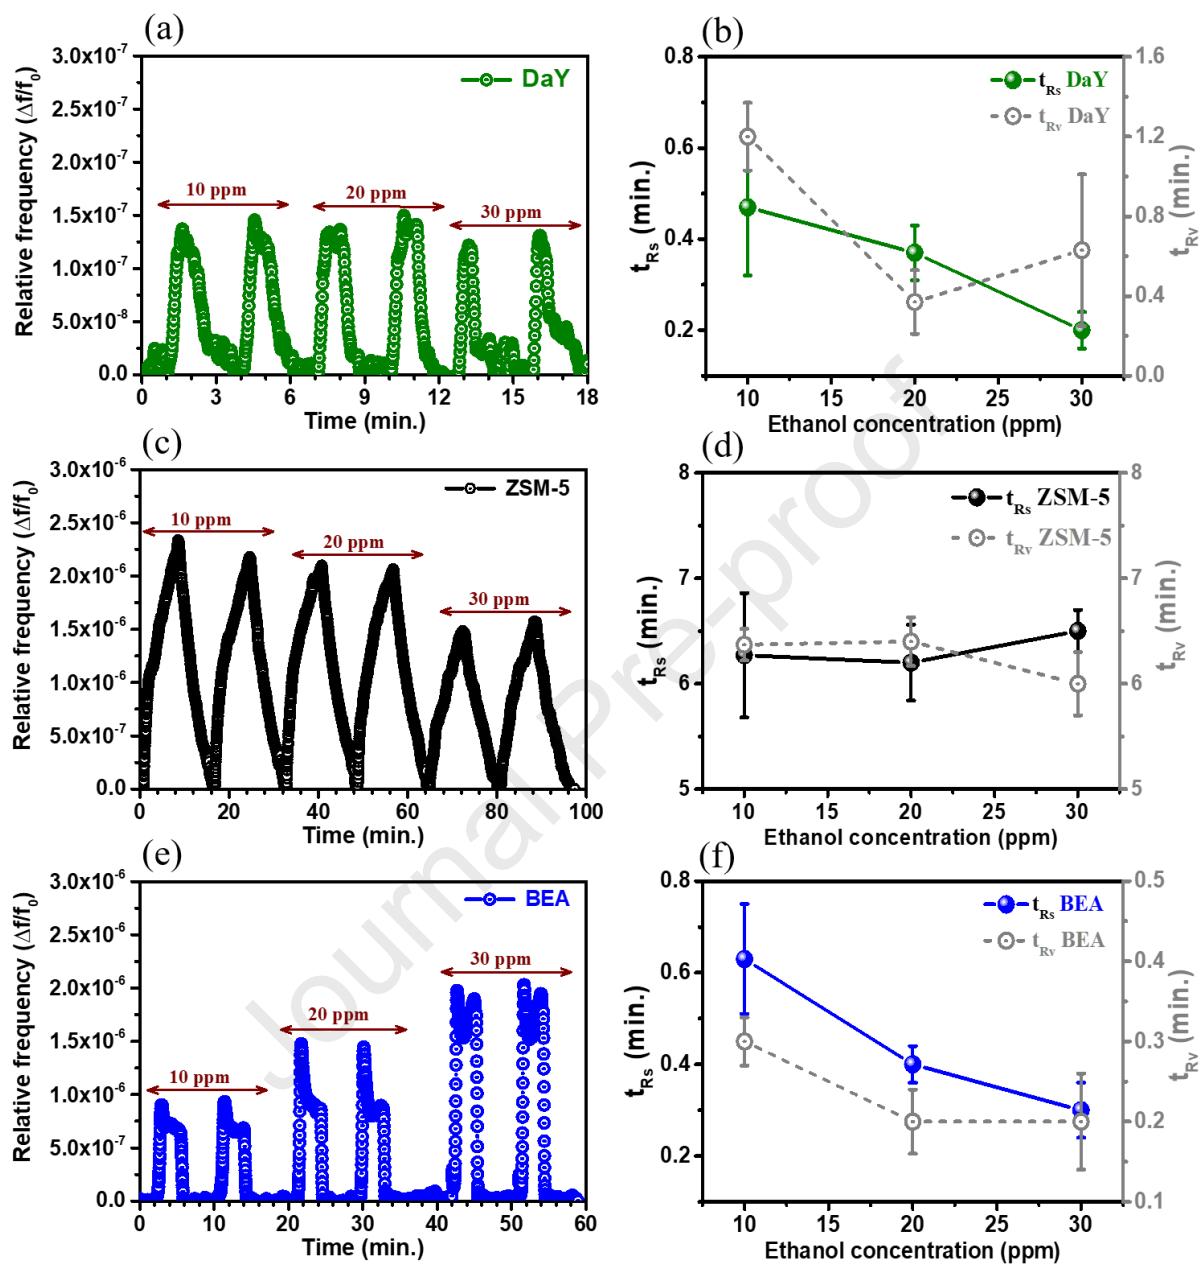 (a)
3.0x10⁻⁷
2.5x10⁻⁷
2.0x10⁻⁷
1.5x10⁻⁷
1.0x10⁻⁷
5.0x10⁻⁸
0.0
Relative frequency (Δf/f₀)
DaY
10 ppm
20 ppm
30 ppm
0 3 6 9 12 15 18
Time (min.)
(b)
0.8
0.6
0.4
0.2
t_Rs (min.)
t_Rs DaY
t_Rv DaY
1.6
1.2
0.8
0.4
0.0
t_Rv (min.)
10 15 20 25 30
Ethanol concentration (ppm)
(c)
3.0x10⁻⁶
2.5x10⁻⁶
2.0x10⁻⁶
1.5x10⁻⁶
1.0x10⁻⁶
5.0x10⁻⁷
0.0
Relative frequency (Δf/f₀)
ZSM-5
10 ppm
20 ppm
30 ppm
0 20 40 60 80 100
Time (min.)
(d)
8
7
6
5
t_Rs (min.)
t_Rs ZSM-5
t_Rv ZSM-5
8
7
6
5
t_Rv (min.)
10 15 20 25 30
Ethanol concentration (ppm)
(e)
3.0x10⁻⁶
2.5x10⁻⁶
2.0x10⁻⁶
1.5x10⁻⁶
1.0x10⁻⁶
5.0x10⁻⁷
0.0
Relative frequency (Δf/f₀)
BEA
10 ppm
20 ppm
30 ppm
0 10 20 30 40 50 60
Time (min.)
(f)
0.8
0.6
0.4
0.2
t_Rs (min.)
t_Rs BEA
t_Rv BEA
0.5
0.4
0.3
0.2
0.1
t_Rv (min.)
10 15 20 25 30
Ethanol concentration (ppm)
Journal Pre-proof